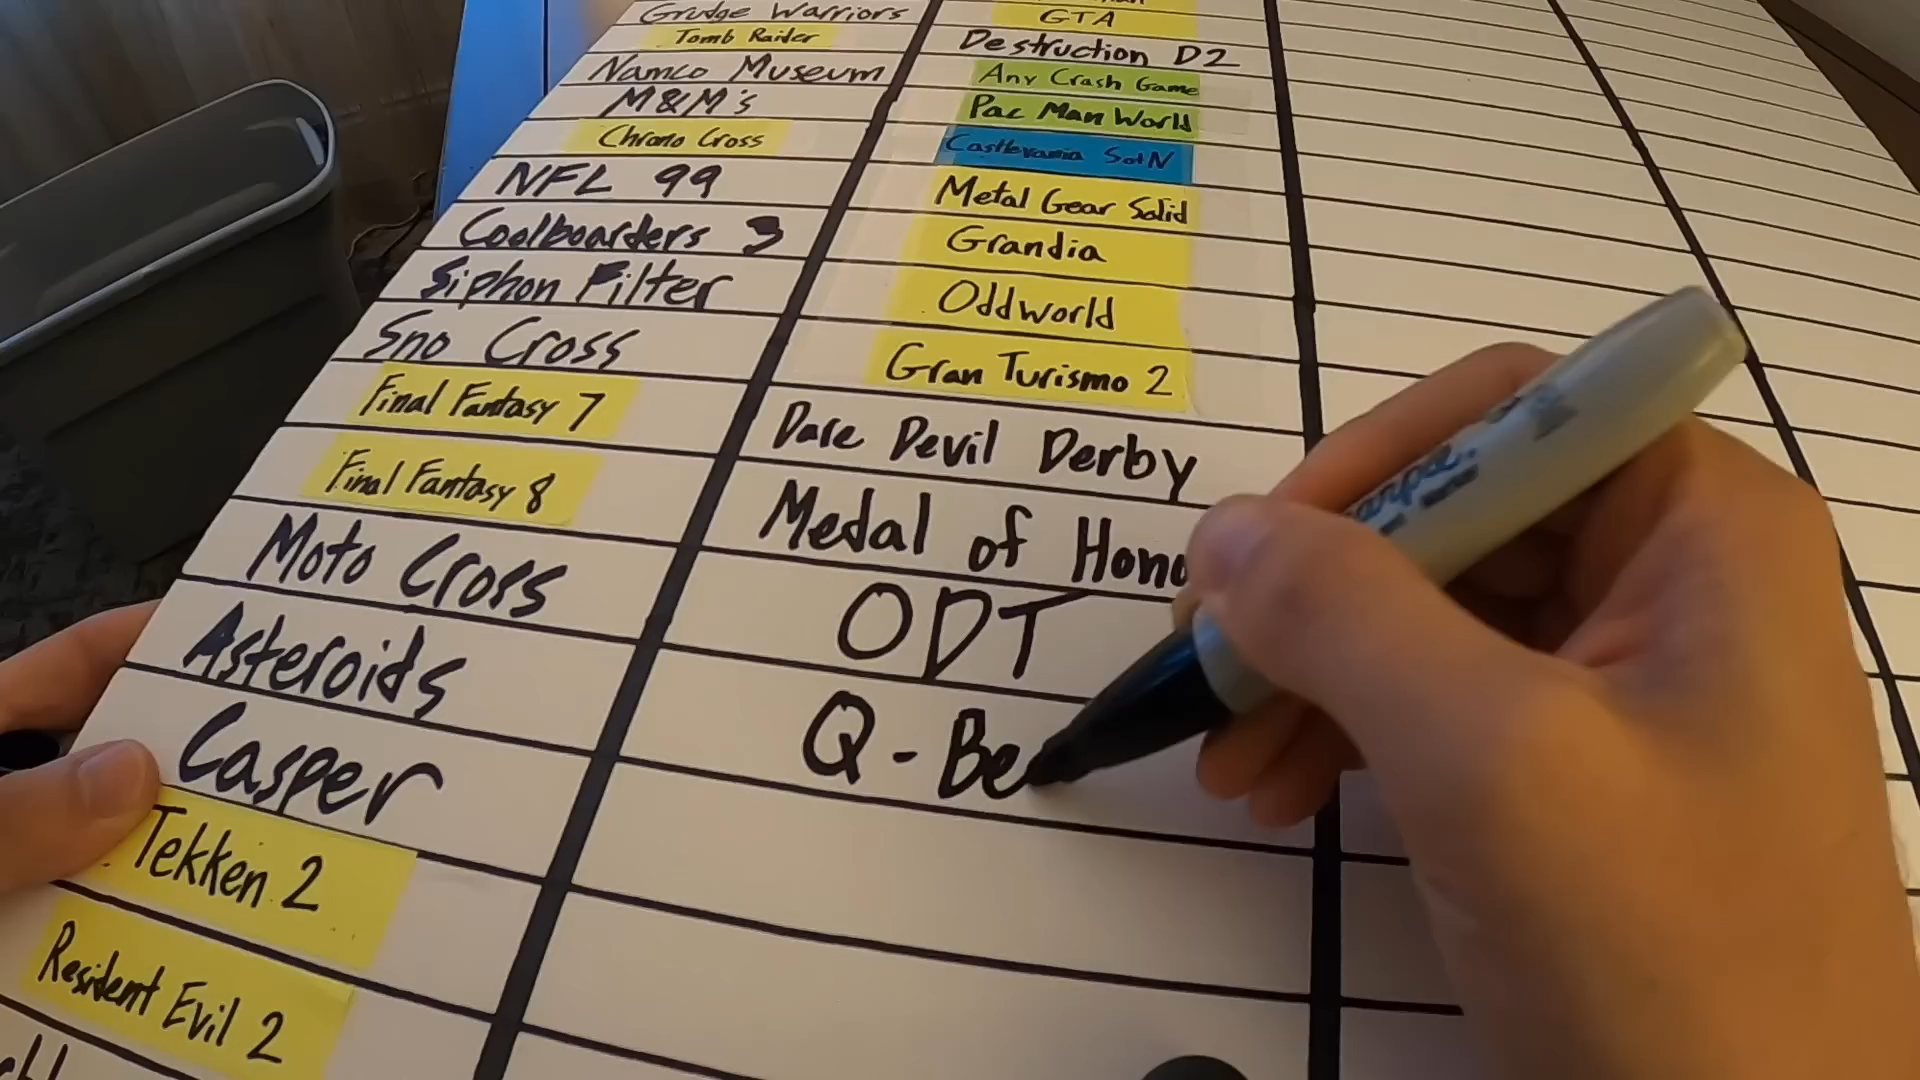 Grudge Warriors
Tomb Raider
Namco Museum
M&M's
Chrono Cross
NFL 99
Coolboarders 3
Siphon Filter
Sno Cross
Final Fantasy 7
Final Fantasy 8
Moto Cross
Asteroids
Casper
Tekken 2
Resident Evil 2
GTA
Destruction D2
Any Crash Game
Pac Man World
Castlevania SotN
Metal Gear Solid
Grandia
Oddworld
Gran Turismo 2
Dare Devil Derby
Medal of Hono
ODT
Q-Be